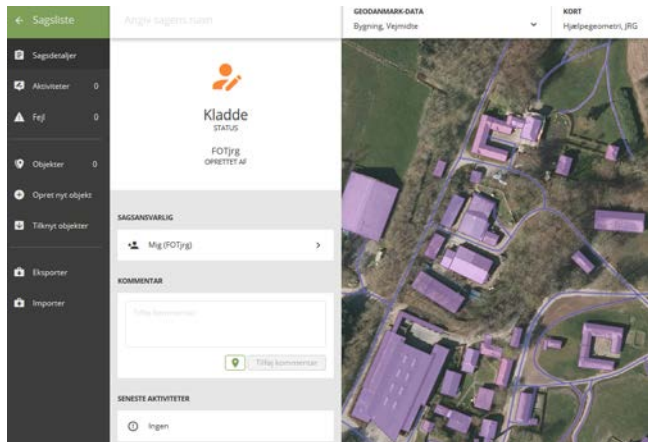 Sagsliste
Angiv sagens navn
GEODANMARK-DATA
Bygning, Vejmidte
KORT
Hjælpegeometri, JRG
Sagsdetaljer
Aktiviteter 0
Fejl 0
Objekter 0
Opret nyt objekt
Tilknyt objekter
Eksporter
Importer
Kladde
STATUS
FOTjrg
OPRETTET AF
SAGSANSVARLIG
Mig (FOTjrg)
KOMMENTAR
Tilføj kommentar
Tilføj kommentar
SENESTE AKTIVITETER
Ingen